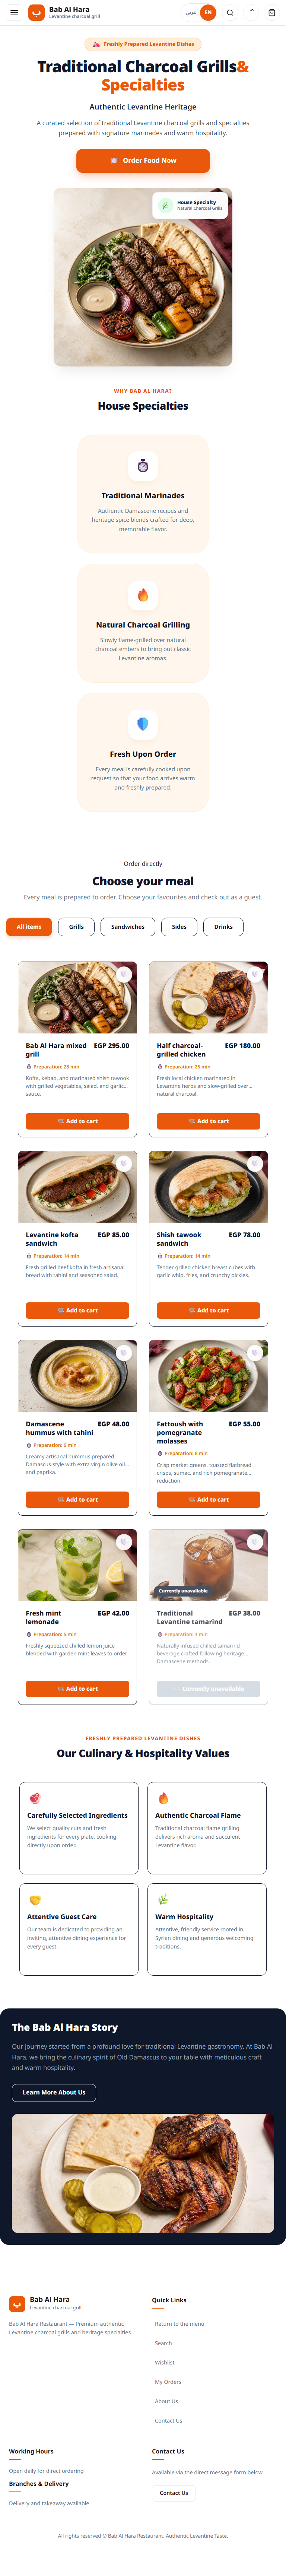 Bab Al Hara
Levantine charcoal grill
عربي
EN
Freshly Prepared Levantine Dishes
Traditional Charcoal Grills&
Specialties
Authentic Levantine Heritage
A curated selection of traditional Levantine charcoal grills and specialties
prepared with signature marinades and warm hospitality.
Order Food Now
House Specialty
Natural Charcoal Grills
WHY BAB AL HARA?
House Specialties
Traditional Marinades
Authentic Damascene recipes and
heritage spice blends crafted for deep,
memorable flavor.
Natural Charcoal Grilling
Slowly flame-grilled over natural
charcoal embers to bring out classic
Levantine aromas.
Fresh Upon Order
Every meal is carefully cooked upon
request so that your food arrives warm
and freshly prepared.
Order directly
Choose your meal
Every meal is prepared to order. Choose your favourites and check out as a guest.
All items
Grills
Sandwiches
Sides
Drinks
Bab Al Hara mixed
grill
EGP 295.00
Preparation: 28 min
Kofta, kebab, and marinated shish tawook
with grilled vegetables, salad, and garlic...
sauce.
Add to cart
Half charcoal-
grilled chicken
EGP 180.00
Preparation: 25 min
Fresh local chicken marinated in
Levantine herbs and slow-grilled over...
natural charcoal.
Add to cart
Levantine kofta
sandwich
EGP 85.00
Preparation: 14 min
Fresh grilled beef kofta in fresh artisanal
bread with tahini and seasoned salad.
Add to cart
Shish tawook
sandwich
EGP 78.00
Preparation: 14 min
Tender grilled chicken breast cubes with
garlic whip, fries, and crunchy pickles.
Add to cart
Damascene
hummus with tahini
EGP 48.00
Preparation: 6 min
Creamy artisanal hummus prepared
Damascus-style with extra virgin olive oil...
and paprika.
Add to cart
Fattoush with
pomegranate
molasses
EGP 55.00
Preparation: 8 min
Crisp market greens, toasted flatbread
crisps, sumac, and rich pomegranate...
reduction.
Add to cart
Fresh mint
lemonade
EGP 42.00
Preparation: 5 min
Freshly squeezed chilled lemon juice
blended with garden mint leaves to order.
Add to cart
Currently unavailable
Traditional
Levantine tamarind
EGP 38.00
Preparation: 4 min
Naturally infused chilled tamarind
beverage crafted following heritage...
Damascene methods.
Currently unavailable
FRESHLY PREPARED LEVANTINE DISHES
Our Culinary & Hospitality Values
Carefully Selected Ingredients
We select quality cuts and fresh
ingredients for every plate, cooking
directly upon order.
Authentic Charcoal Flame
Traditional charcoal flame grilling
delivers rich aroma and succulent
Levantine flavor.
Attentive Guest Care
Our team is dedicated to providing an
inviting, attentive dining experience for
every guest.
Warm Hospitality
Attentive, friendly service rooted in
Syrian dining and generous welcoming
traditions.
The Bab Al Hara Story
Our journey started from a profound love for traditional Levantine gastronomy. At Bab Al
Hara, we bring the culinary spirit of Old Damascus to your table with meticulous craft
and warm hospitality.
Learn More About Us
Bab Al Hara
Levantine charcoal grill
Bab Al Hara Restaurant — Premium authentic
Levantine charcoal grills and heritage specialties.
Quick Links
Return to the menu
Search
Wishlist
My Orders
About Us
Contact Us
Working Hours
Open daily for direct ordering
Branches & Delivery
Delivery and takeaway available
Contact Us
Available via the direct message form below
Contact Us
All rights reserved © Bab Al Hara Restaurant. Authentic Levantine Taste.